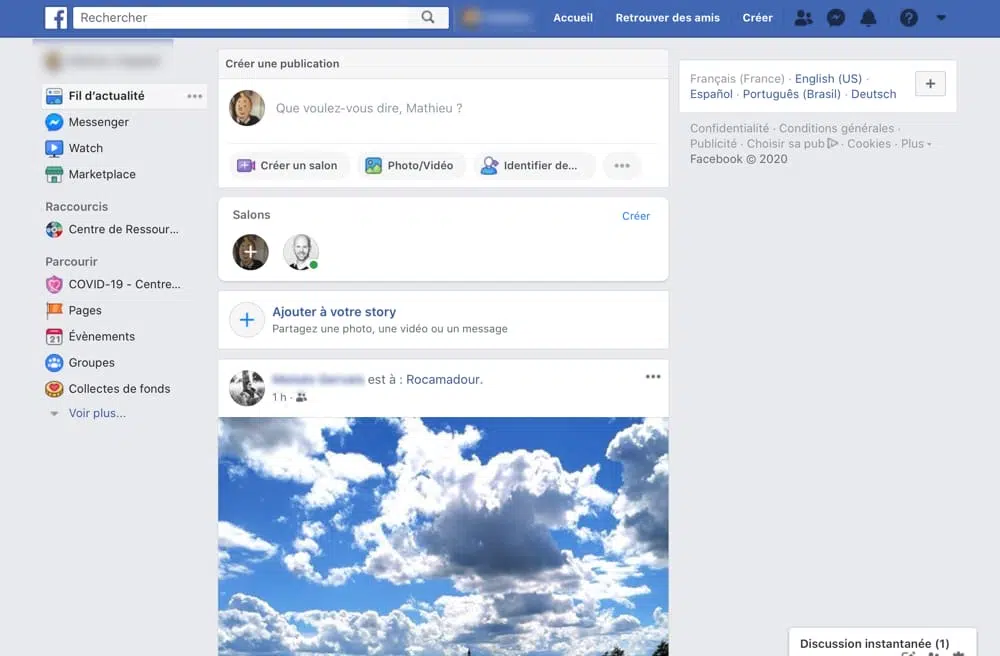 Rechercher
Accueil
Retrouver des amis
Créer
Fil d'actualité
Messenger
Watch
Marketplace
Raccourcis
Centre de Ressour...
Parcourir
COVID-19 - Centre...
Pages
21
Évènements
Groupes
Collectes de fonds
Voir plus...
Créer une publication
Que voulez-vous dire, Mathieu ?
Créer un salon
Photo/Vidéo
Identifier de...
Salons
Créer
Ajouter à votre story
Partagez une photo, une vidéo ou un message
est à : Rocamadour.
1 h ·
Français (France) · English (US) ·
Español · Português (Brasil) · Deutsch
Confidentialité · Conditions générales ·
Publicité · Choisir sa pub · Cookies · Plus
Facebook © 2020
Discussion instantanée (1)